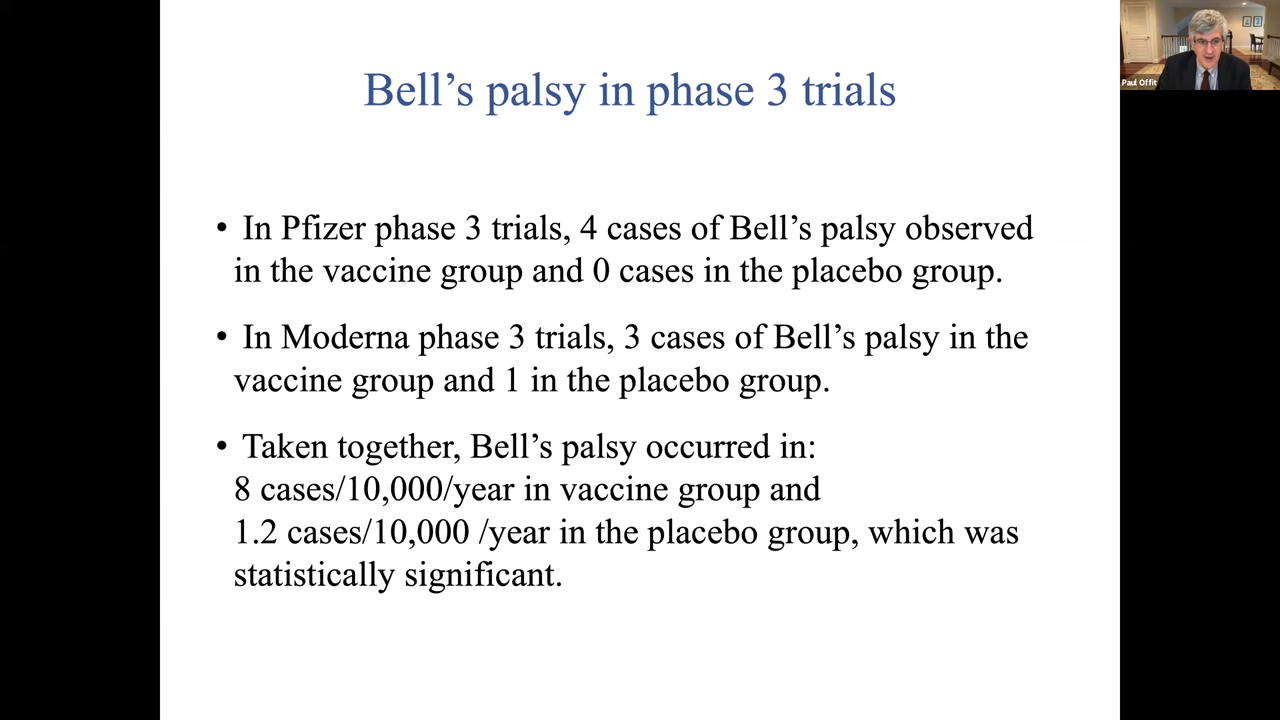 Bell’s palsy in phase 3 trials
• In Pfizer phase 3 trials, 4 cases of Bell’s palsy observed
in the vaccine group and 0 cases in the placebo group.
• In Moderna phase 3 trials, 3 cases of Bell’s palsy in the
vaccine group and 1 in the placebo group.
• Taken together, Bell’s palsy occurred in:
8 cases/10,000/year in vaccine group and
1.2 cases/10,000 /year in the placebo group, which was
statistically significant.
Paul Offit